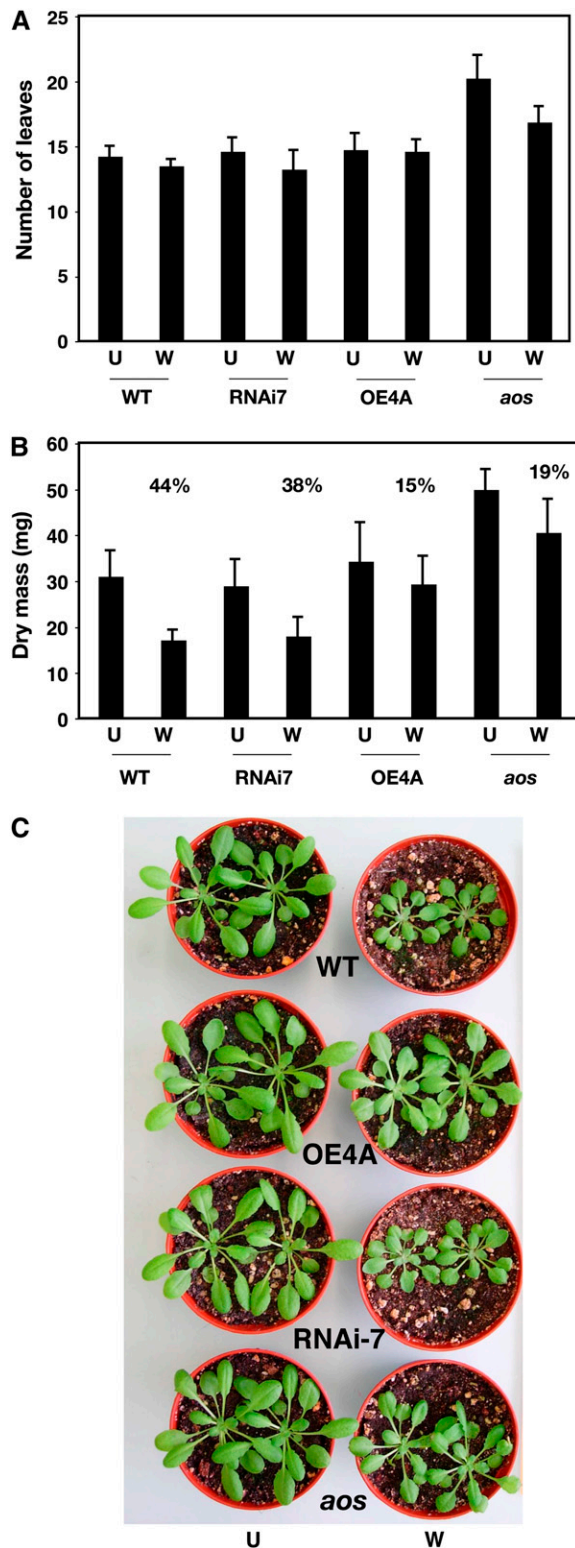 A
Number of leaves
25
20
15
10
5
0
U W U W U W U W
WT RNAi7 OE4A aos
B
Dry mass (mg)
60
50
40
30
20
10
0
44% 38% 15% 19%
U W U W U W U W
WT RNAi7 OE4A aos
C
WT
OE4A
RNAi-7
aos
U W